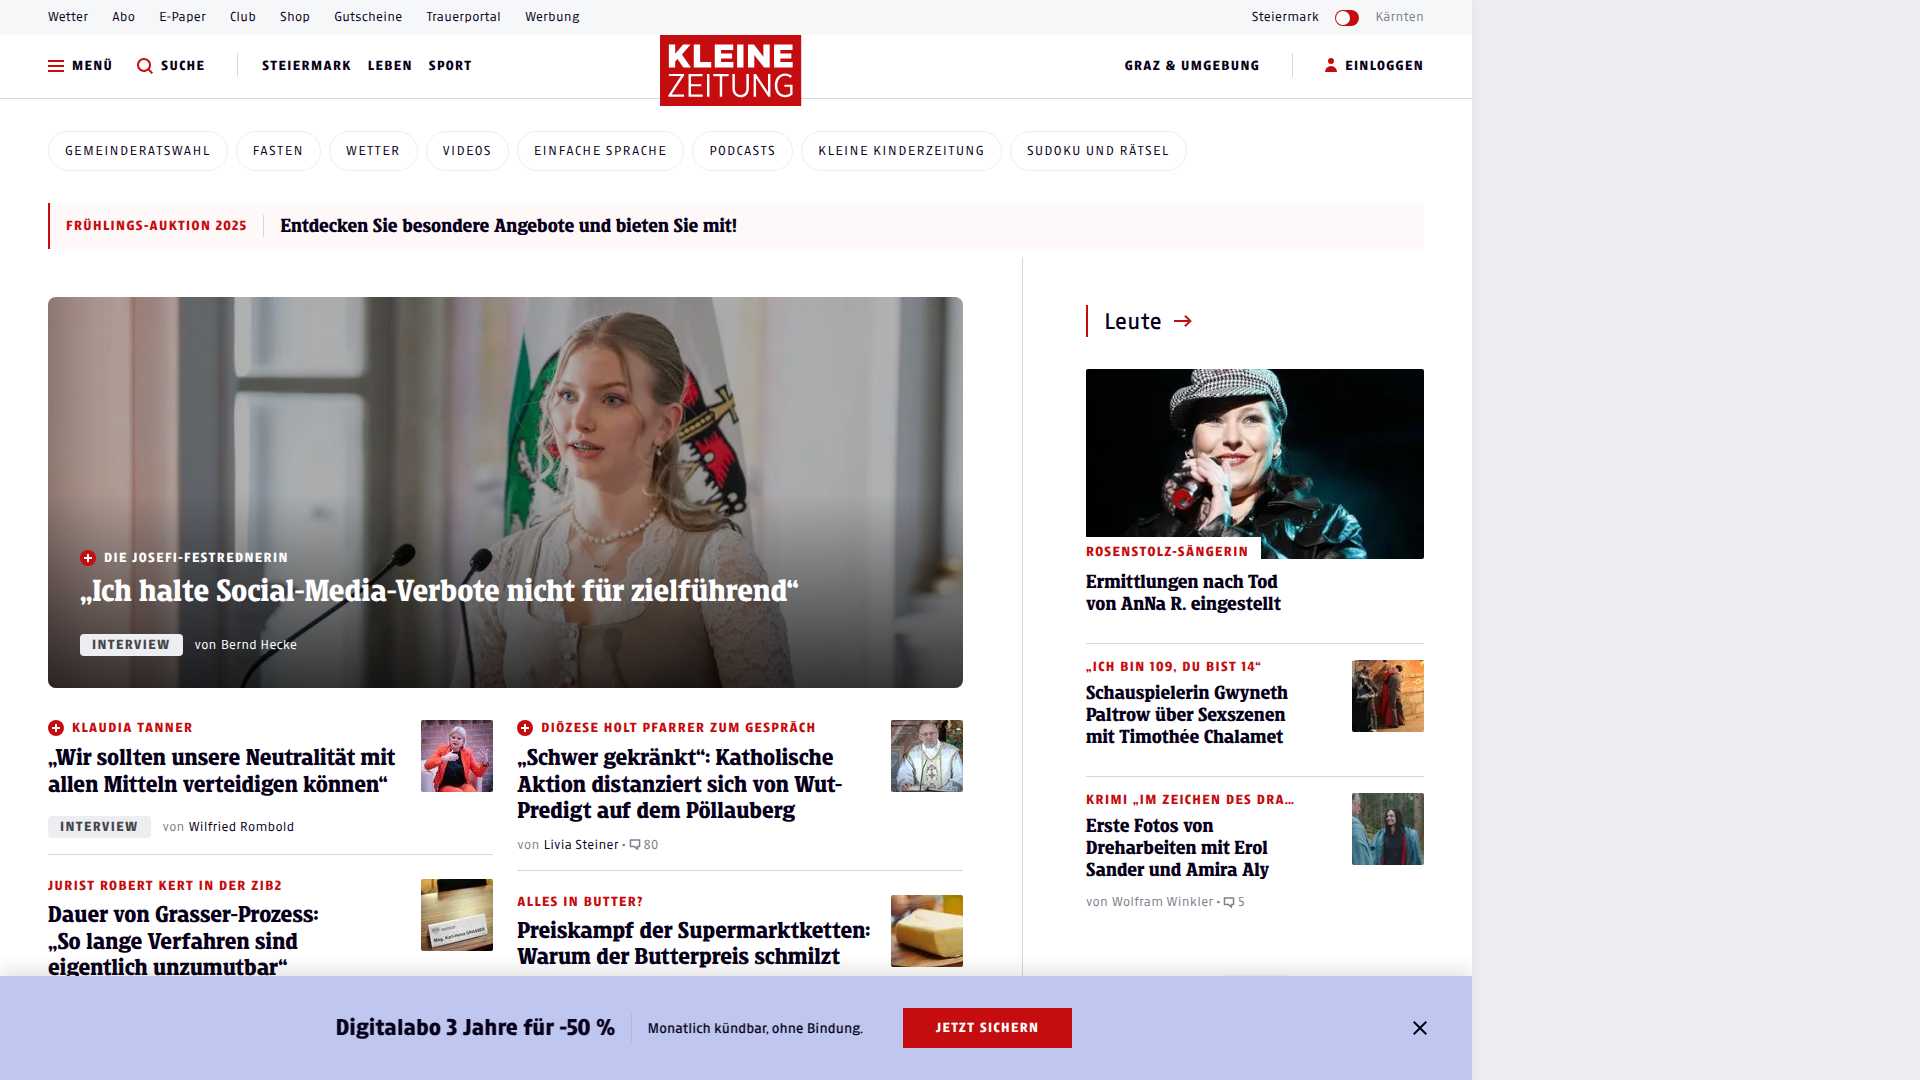 Wetter Abo E-Paper Club Shop Gutscheine Trauerportal Werbung Steiermark Kärnten
MENÜ SUCHE STEIERMARK LEBEN SPORT KLEINE ZEITUNG GRAZ & UMGEBUNG EINLOGGEN
GEMEINDERATSWAHL FASTEN WETTER VIDEOS EINFACHE SPRACHE PODCASTS KLEINE KINDERZEITUNG SUDOKU UND RÄTSEL
FRÜHLINGS-AUKTION 2025 Entdecken Sie besondere Angebote und bieten Sie mit!
DIE JOSEFI-FESTREDNERIN
„Ich halte Social-Media-Verbote nicht für zielführend“
INTERVIEW von Bernd Hecke
KLAUDIA TANNER
„Wir sollten unsere Neutralität mit
allen Mitteln verteidigen können“
INTERVIEW von Wilfried Rombold
JURIST ROBERT KERT IN DER ZIB2
Dauer von Grasser-Prozess:
„So lange Verfahren sind
eigentlich unzumutbar“
DIÖZESE HOLT PFARRER ZUM GESPRÄCH
„Schwer gekränkt“: Katholische
Aktion distanziert sich von Wut-
Predigt auf dem Pöllauberg
von Livia Steiner · 80
ALLES IN BUTTER?
Preiskampf der Supermarktketten:
Warum der Butterpreis schmilzt
Leute
ROSENSTOLZ-SÄNGERIN
Ermittlungen nach Tod
von AnNa R. eingestellt
„ICH BIN 109, DU BIST 14“
Schauspielerin Gwyneth
Paltrow über Sexszenen
mit Timothée Chalamet
KRIMI „IM ZEICHEN DES DRA...
Erste Fotos von
Dreharbeiten mit Erol
Sander und Amira Aly
von Wolfram Winkler · 5
Digitalabo 3 Jahre für -50 % Monatlich kündbar, ohne Bindung. JETZT SICHERN